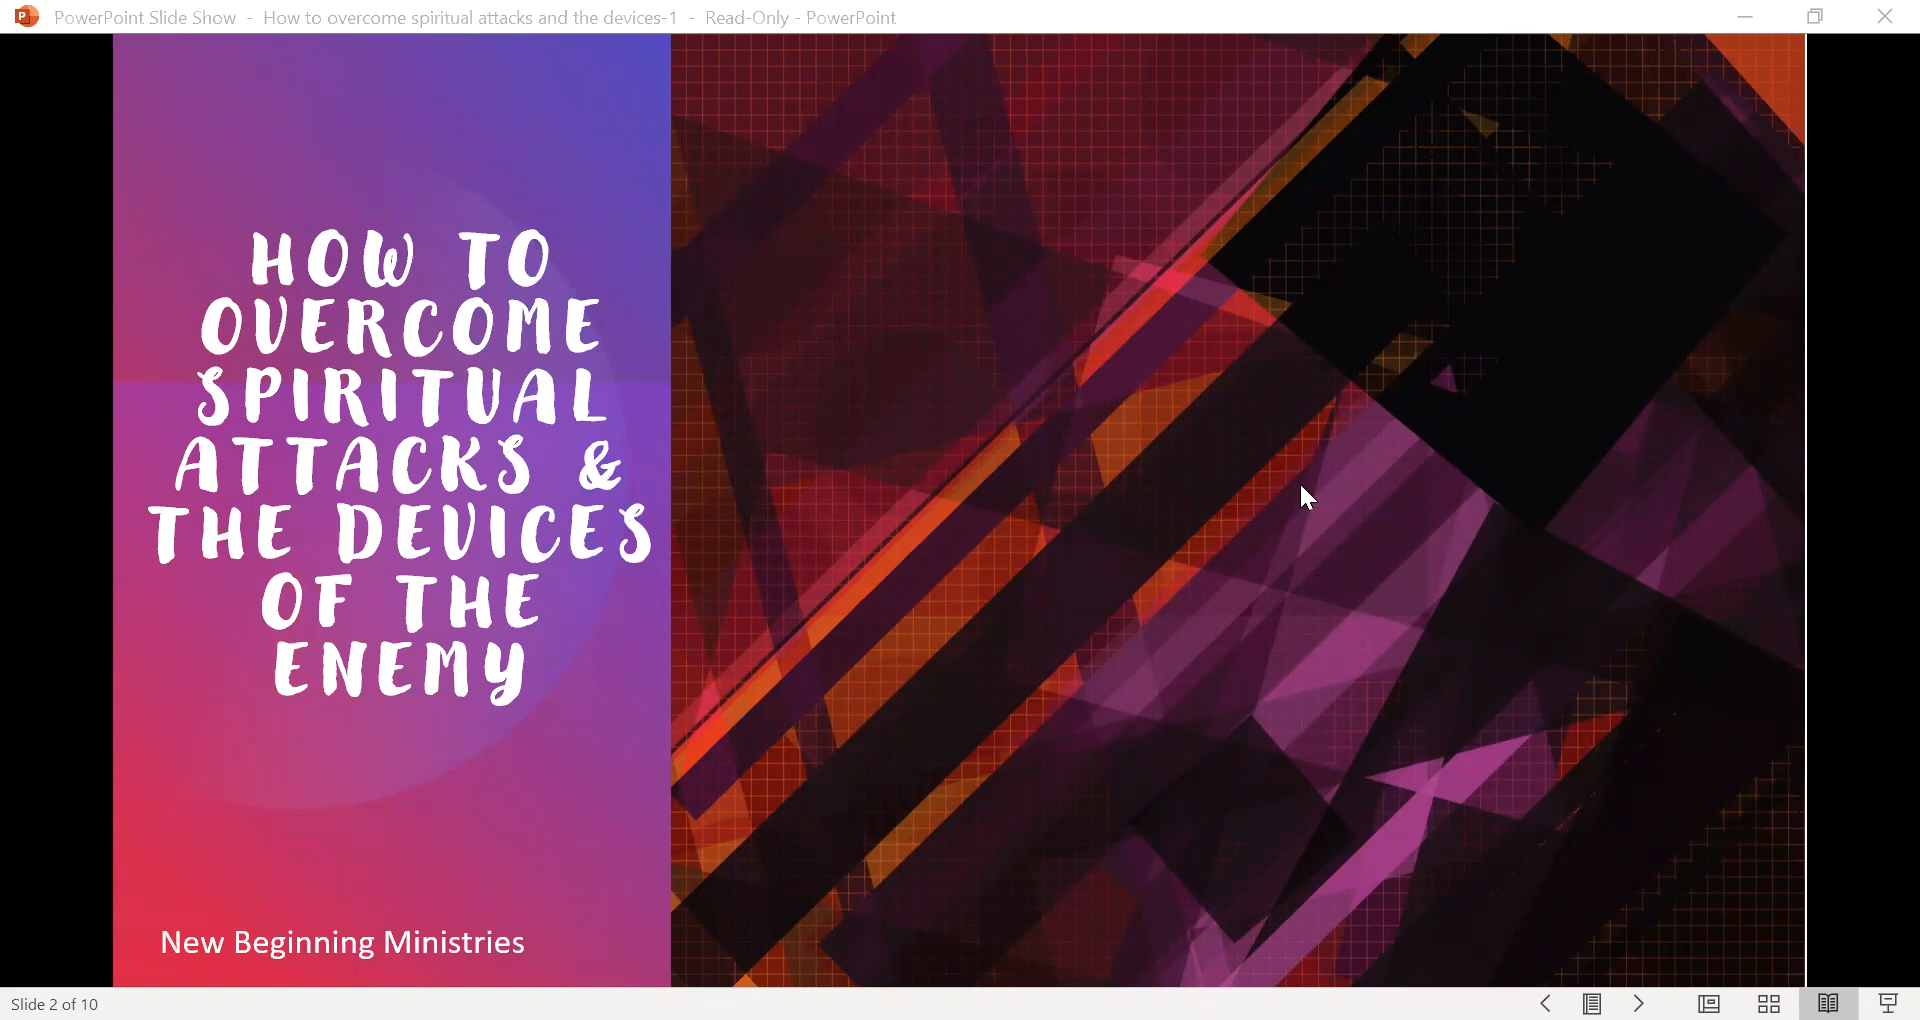 PowerPoint Slide Show - How to overcome spiritual attacks and the devices-1 - Read-Only - PowerPoint
HOW TO
OVERCOME
SPIRITUAL
ATTACKS &
THE DEVICES
OF THE
ENEMY
New Beginning Ministries
Slide 2 of 10